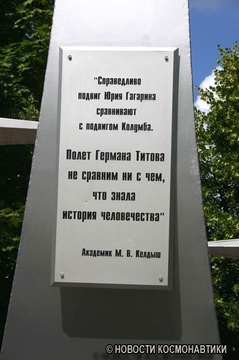 "Справедливо
подвиг Юрия Гагарина
сравнивают
с подвигом Колумба.
Полет Германа Титова
не сравним ни с чем,
что знала
история человечества"
Академик М. В. Келдыш
© НОВОСТИ КОСМОНАВТИКИ